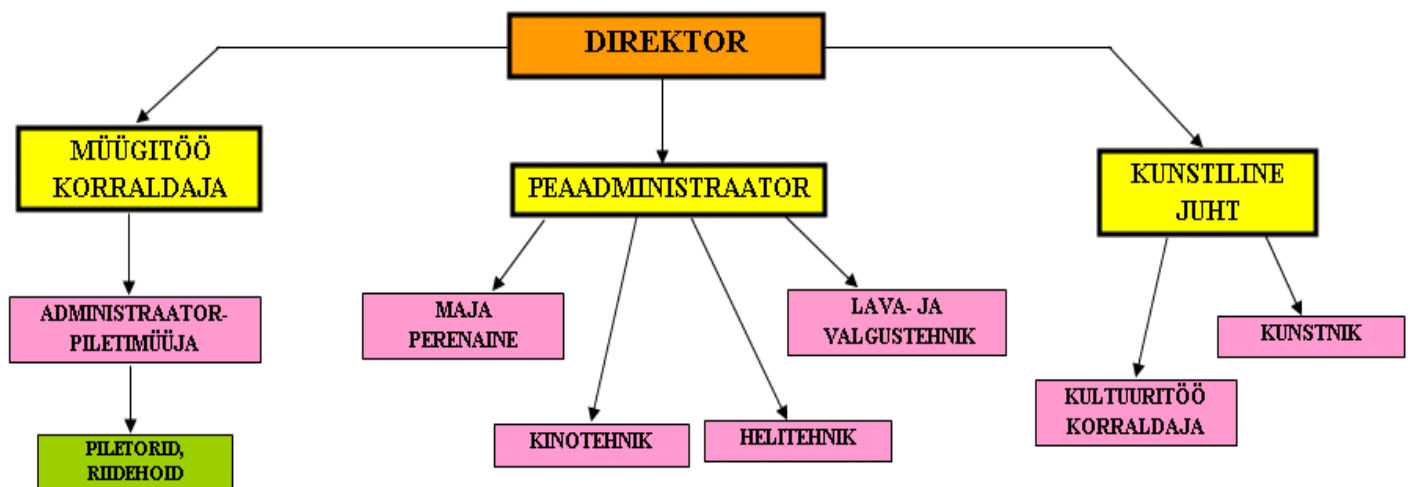 DIREKTOR
MÜÜGITÖÖ
KORRALDAJA
PEAADMINISTRAATOR
KUNSTILINE
JUHT
ADMINISTRAATOR-
PILETIMÜÜJA
MAJA
PERENAINE
LAVA- JA
VALGUSTEHNIK
KUNSTNIK
KINOTEHNIK
HELITEHNIK
KULTUURITÖÖ
KORRALDAJA
PILETORID,
RIIDEHOID